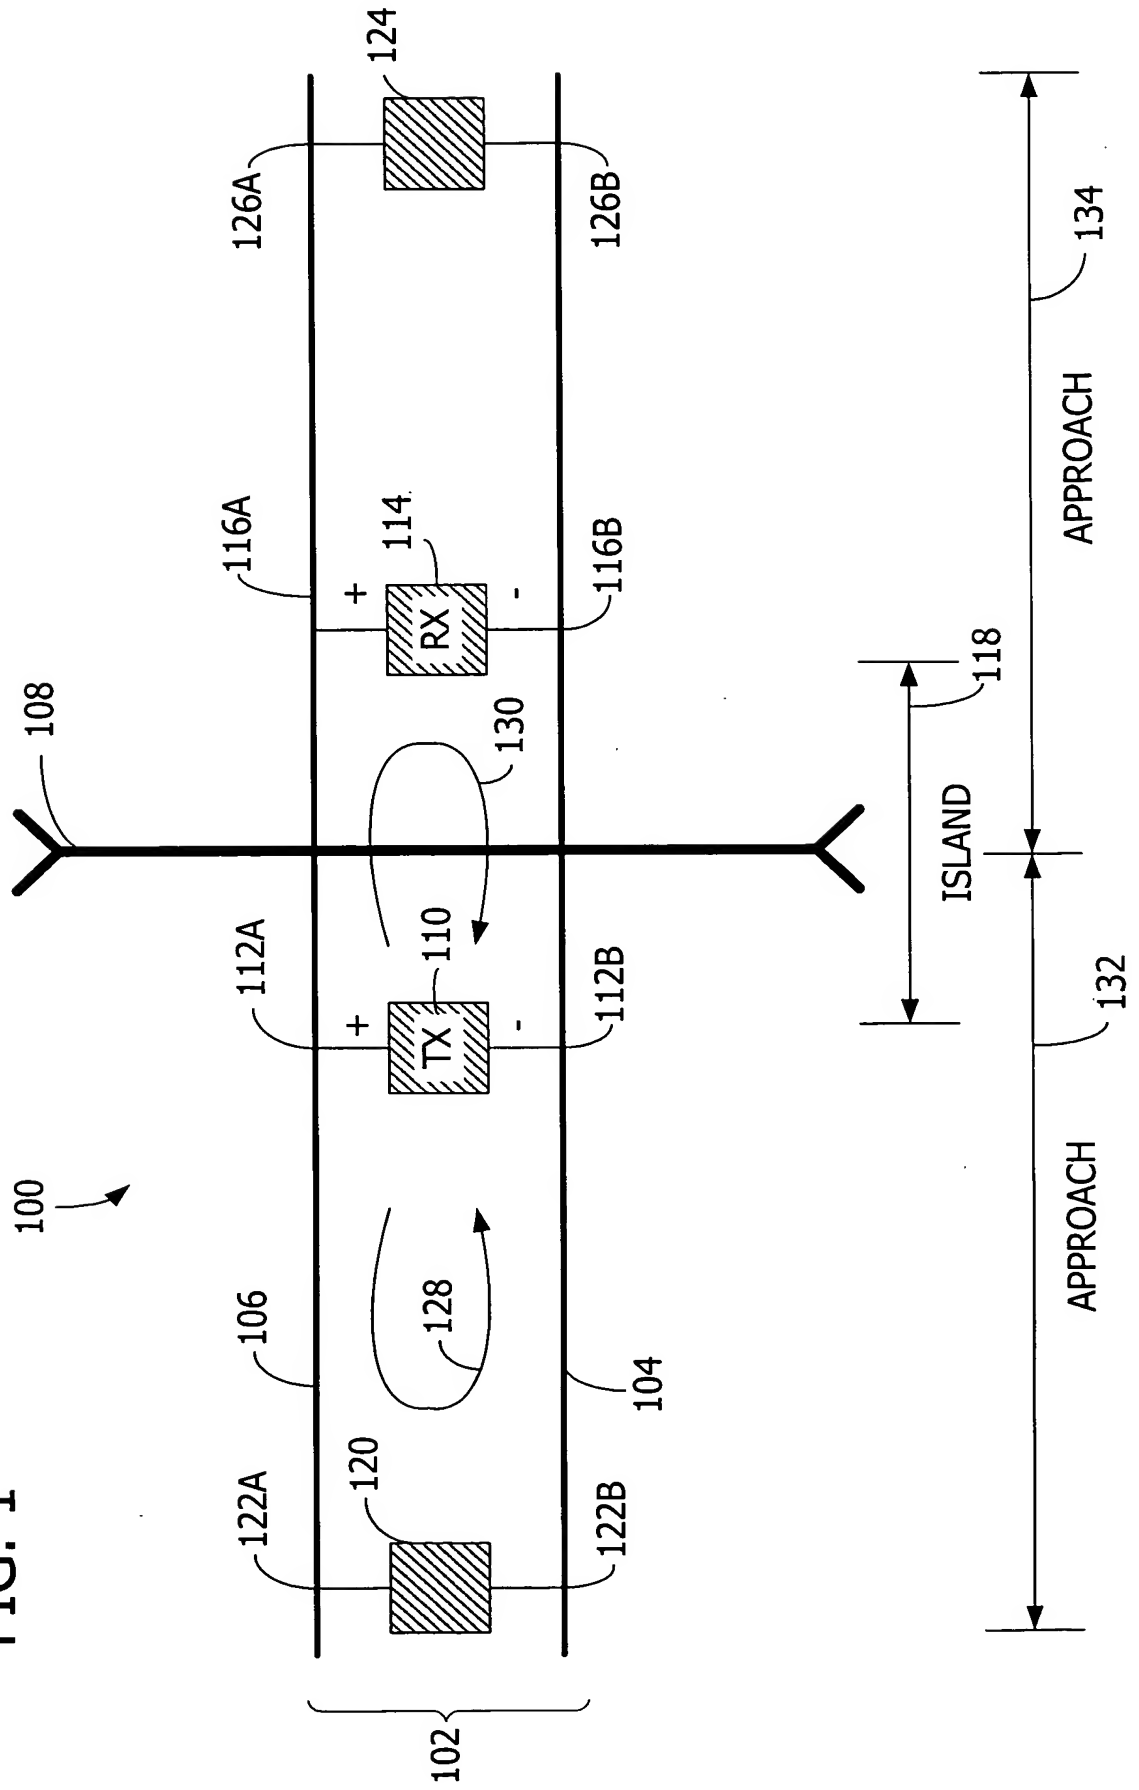 FIG. 1
100
108
122A
106
112A
116A
126A
120
110
114
124
+
+
TX
RX
128
130
-
-
122B
104
112B
116B
126B
102
118
ISLAND
132
134
APPROACH
APPROACH